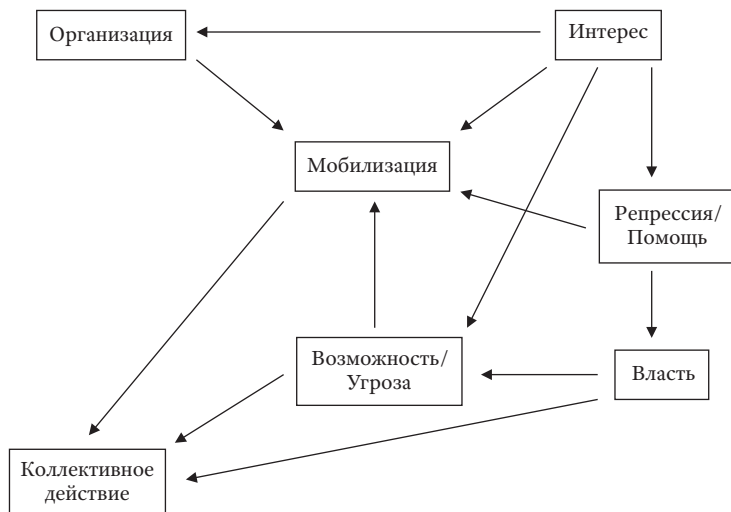 Организация
Интерес
Мобилизация
Репрессия/
Помощь
Возможность/
Угроза
Власть
Коллективное
действие